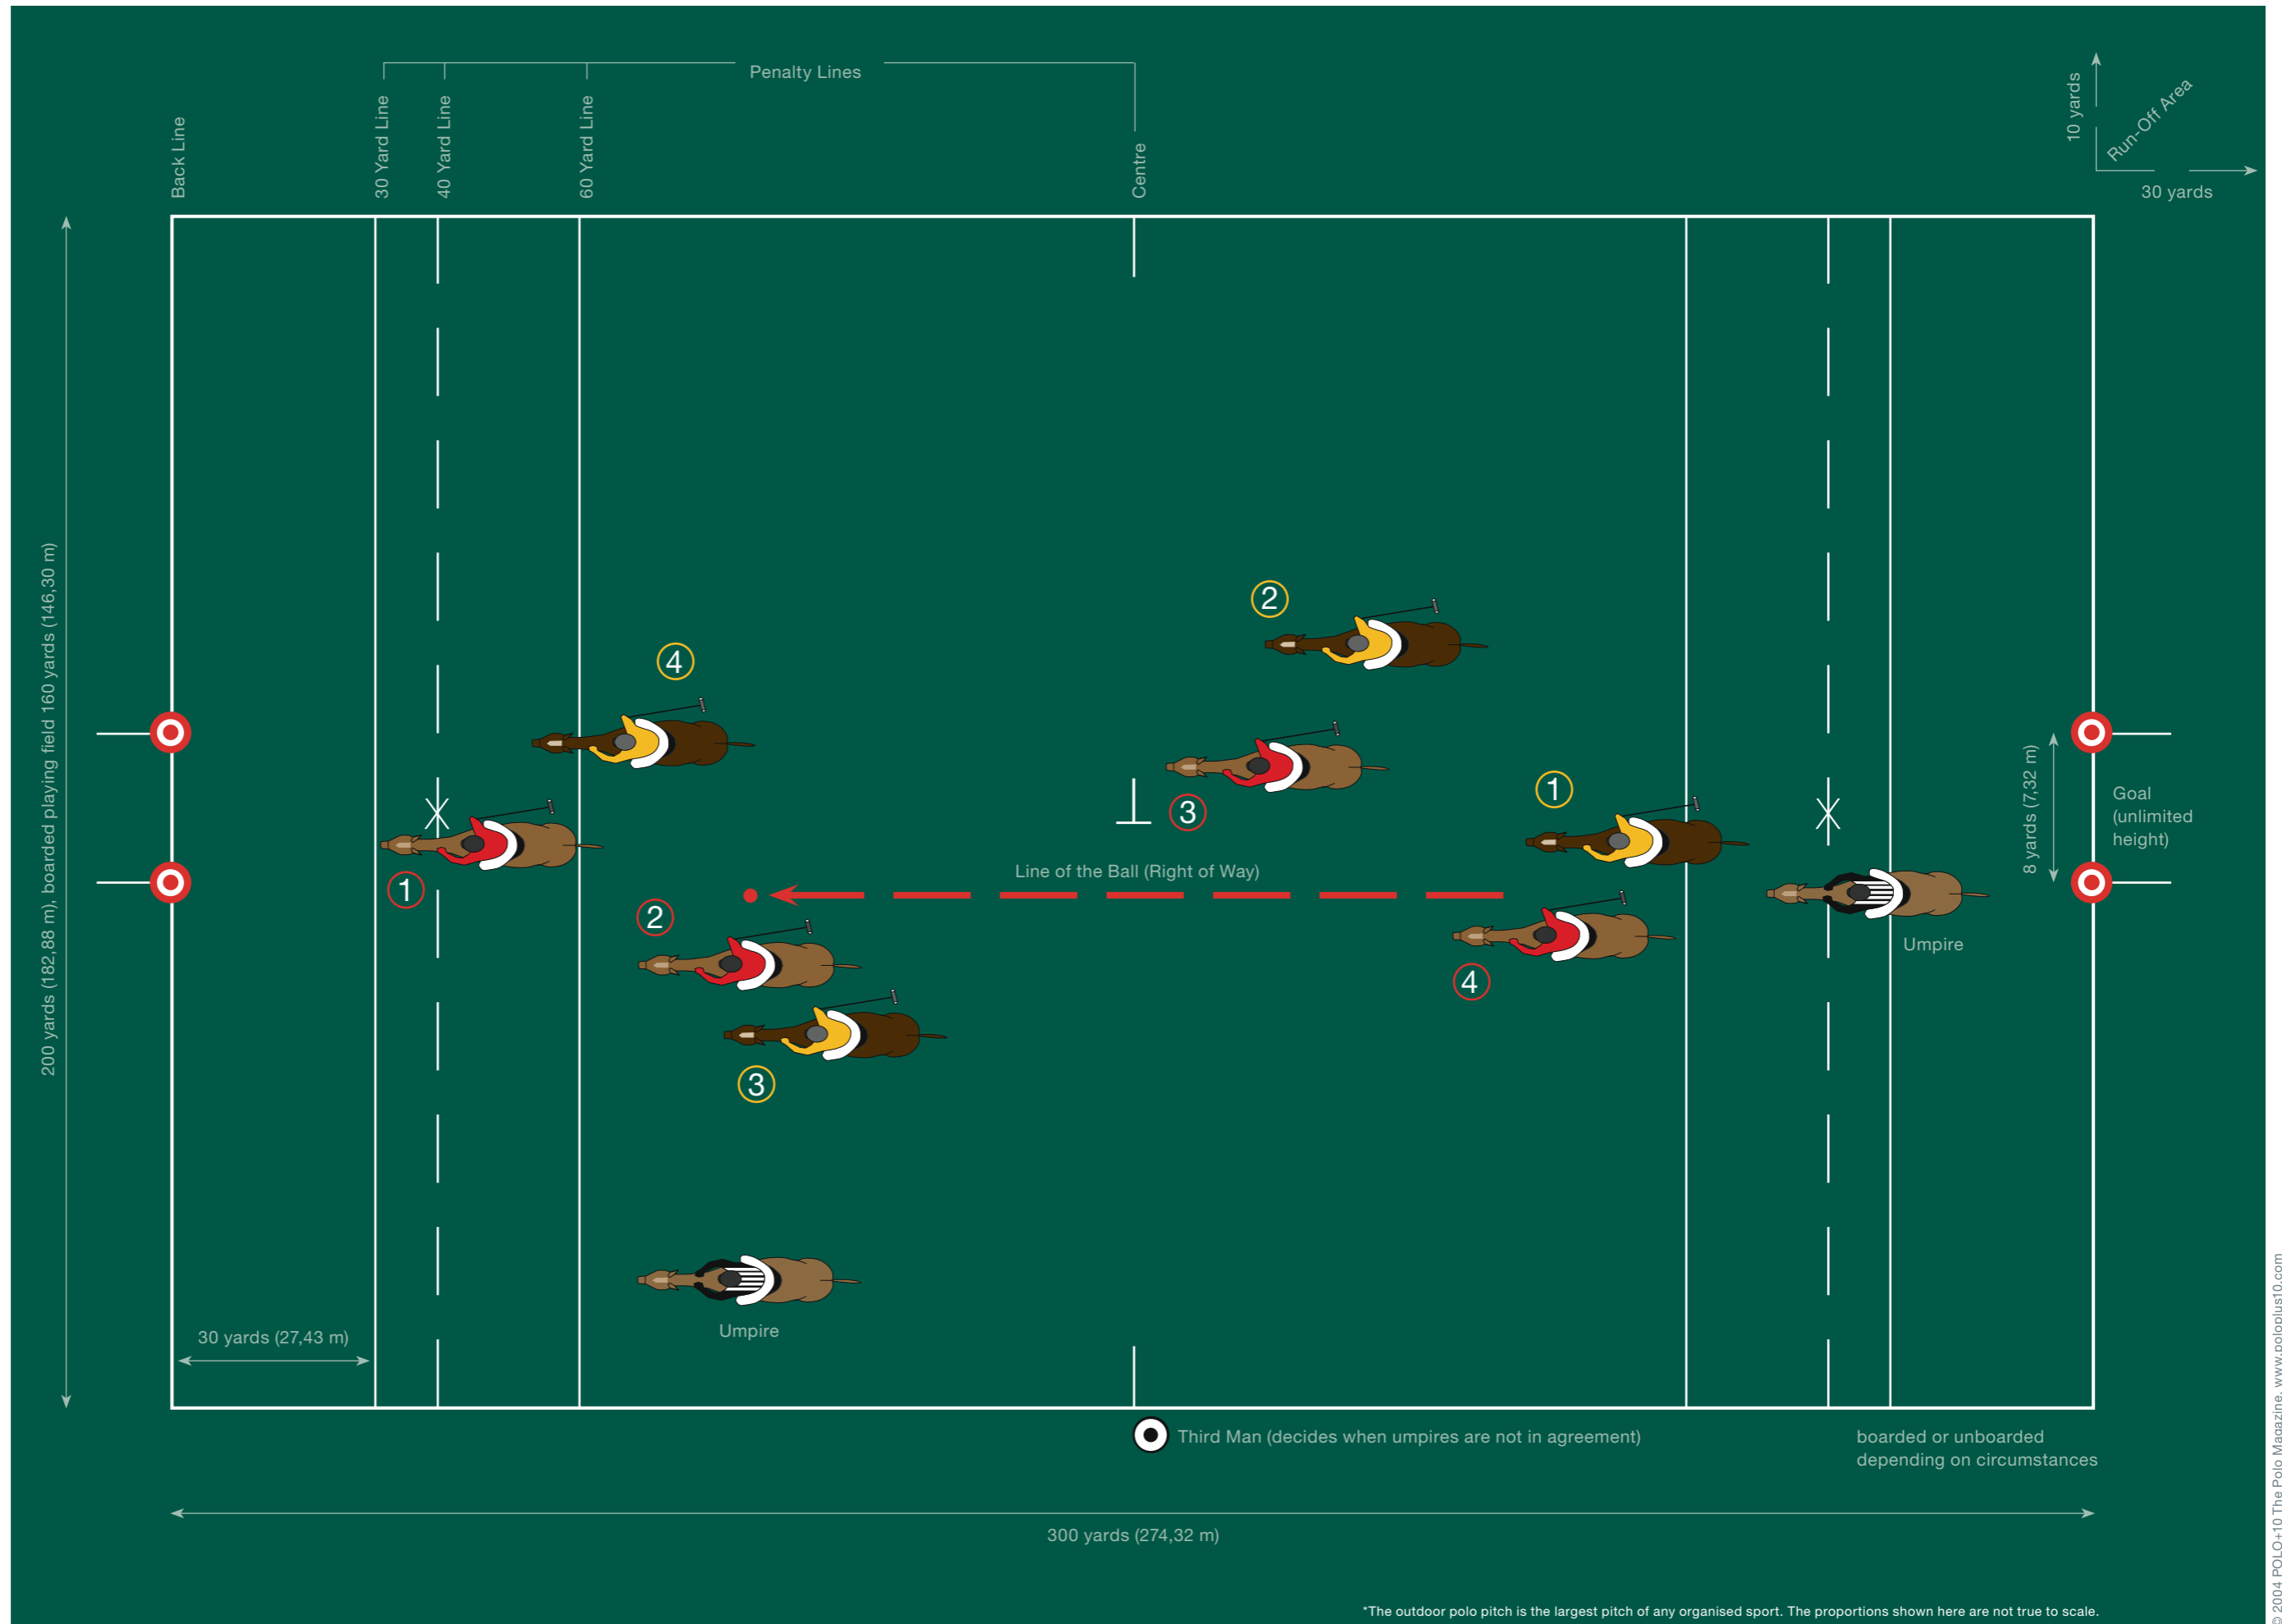 Penalty Lines
Back Line
30 Yard Line
40 Yard Line
60 Yard Line
Centre
10 yards
Run-Off Area
30 yards
200 yards (182,88 m), boarded playing field 160 yards (146,30 m)
2
4
3
1
1
Line of the Ball (Right of Way)
2
4
3
8 yards (7,32 m)
Goal
(unlimited
height)
Umpire
Umpire
30 yards (27,43 m)
Third Man (decides when umpires are not in agreement)
boarded or unboarded
depending on circumstances
300 yards (274,32 m)
*The outdoor polo pitch is the largest pitch of any organised sport. The proportions shown here are not true to scale.
© 2004 POLO+10 The Polo Magazine, www.poloplus10.com